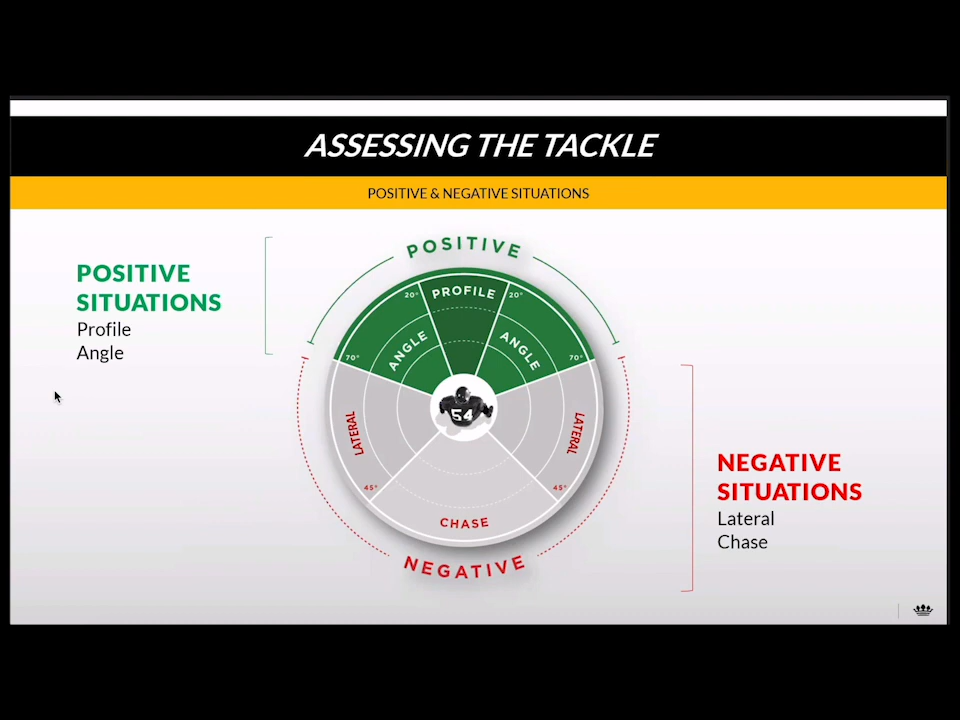 ASSESSING THE TACKLE
POSITIVE & NEGATIVE SITUATIONS
POSITIVE
SITUATIONS
Profile
Angle
POSITIVE
20° PROFILE 20°
ANGLE ANGLE
70° 70°
54
LATERAL LATERAL
45° 45°
CHASE
NEGATIVE
NEGATIVE
SITUATIONS
Lateral
Chase